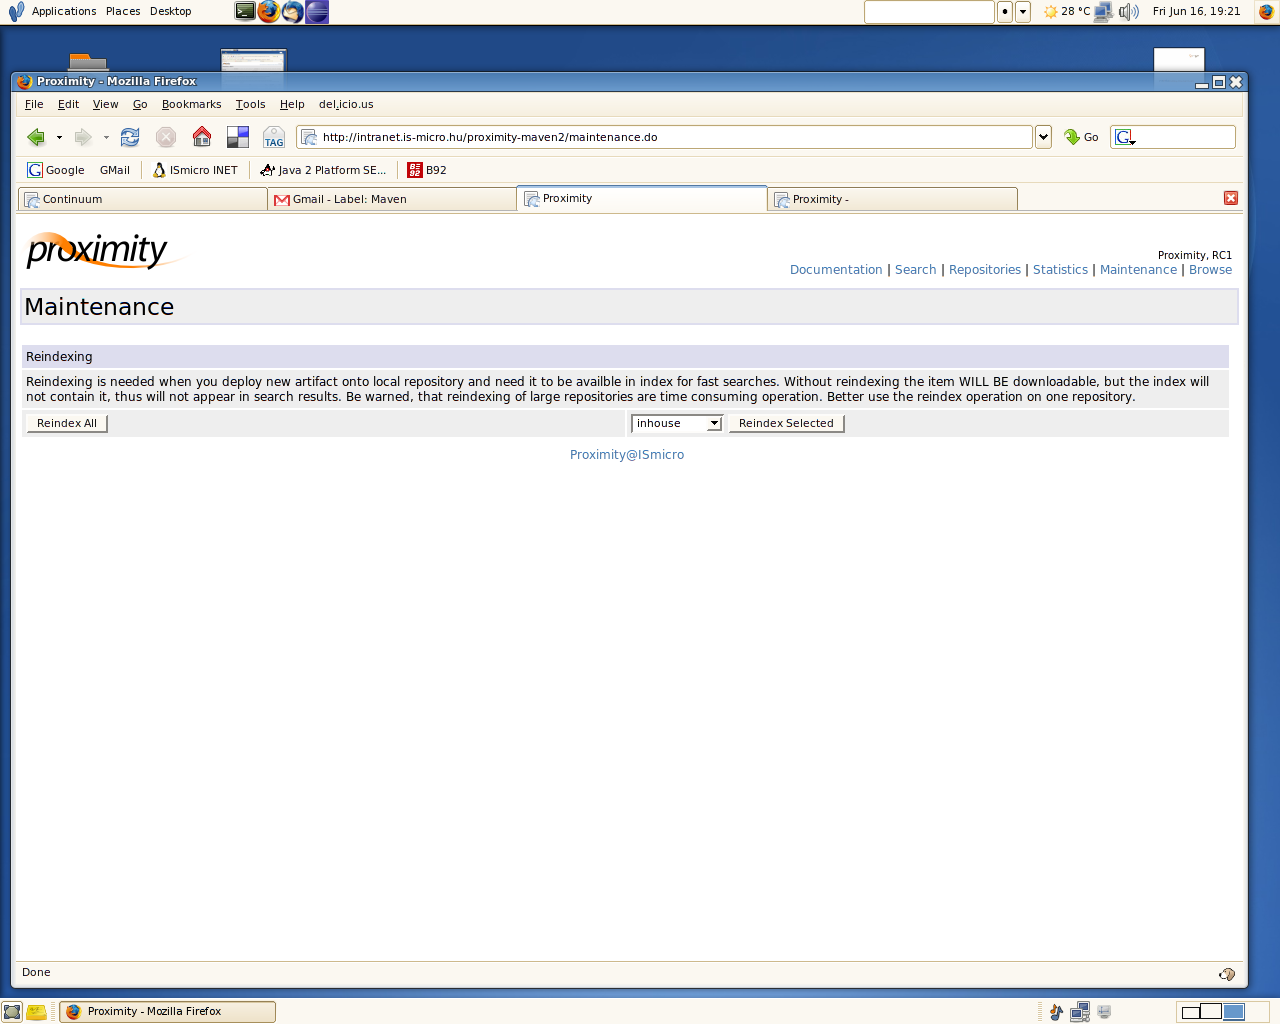 Applications Places Desktop
28 °C
Fri Jun 16, 19:21
Proximity - Mozilla Firefox
File Edit View Go Bookmarks Tools Help del.icio.us
TAG
http://intranet.is-micro.hu/proximity-maven2/maintenance.do
Go
G
Google GMail ISmicro INET Java 2 Platform SE... B92
Continuum
Gmail - Label: Maven
Proximity
Proximity -
proximity
Proximity, RC1
Documentation | Search | Repositories | Statistics | Maintenance | Browse
Maintenance
Reindexing
Reindexing is needed when you deploy new artifact onto local repository and need it to be availble in index for fast searches. Without reindexing the item WILL BE downloadable, but the index will
not contain it, thus will not appear in search results. Be warned, that reindexing of large repositories are time consuming operation. Better use the reindex operation on one repository.
Reindex All
inhouse
Reindex Selected
Proximity@ISmicro
Done
Proximity - Mozilla Firefox